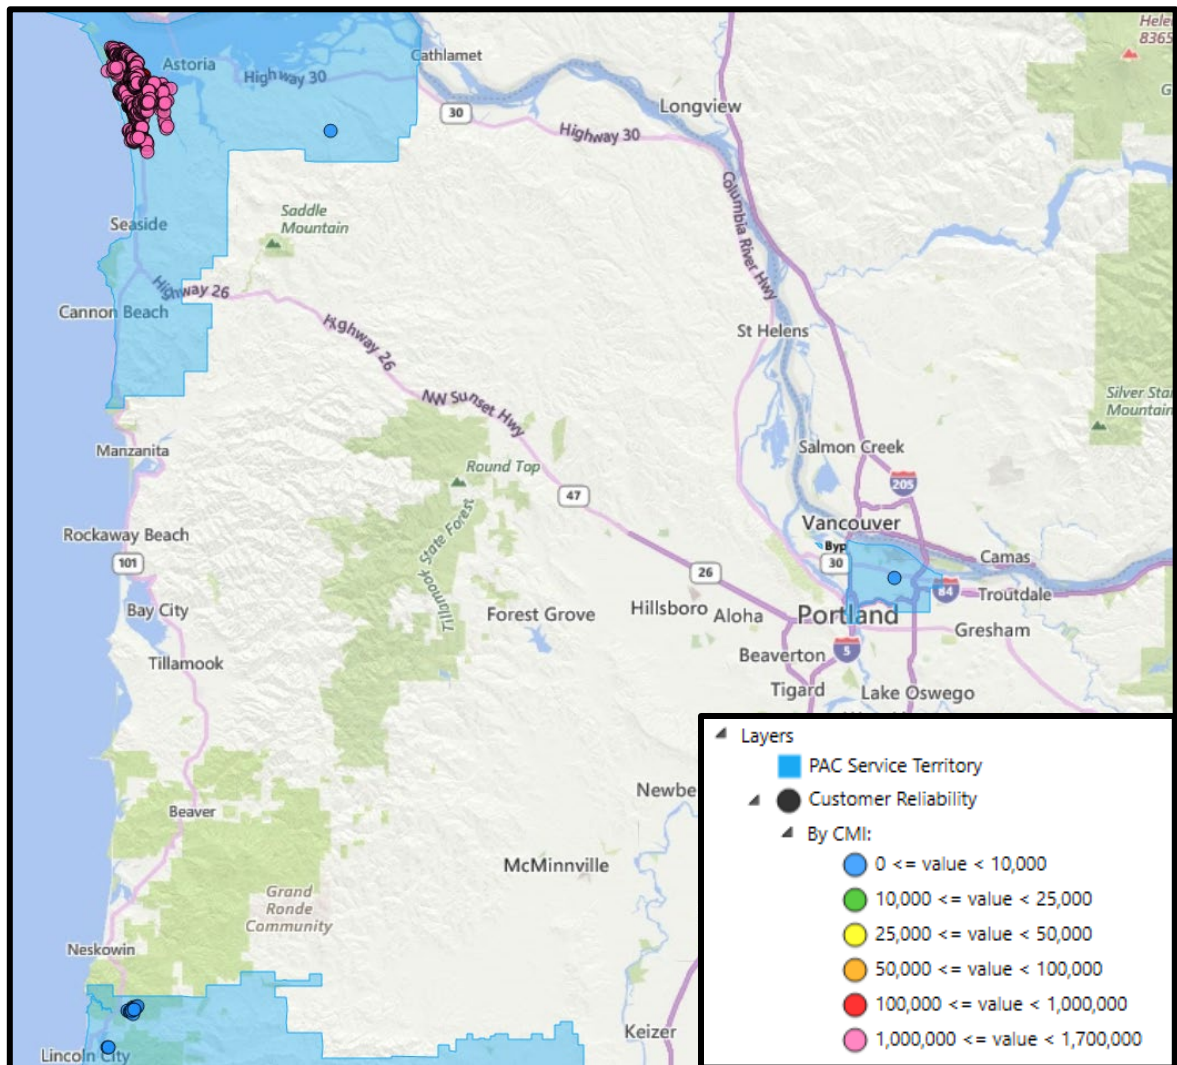 Hele
8365
Cathlamet
Astoria
Highway 30
G
Longview
30
Highway 30
Columbia River Hwy
Saddle
Mountain
Seaside
Highway 26
Cannon Beach
Highway 26
St Helens
NW Sunset Hwy
Silver Star
Mountain
Manzanita
Salmon Creek
Round Top
205
47
Tillamook State Forest
Rockaway Beach
Vancouver
Byp
30
101
26
Camas
84
Troutdale
Bay City
Forest Grove
Hillsboro
Aloha
Portland
Gresham
5
Beaverton
Tillamook
Tigard
Lake Oswego
Layers
PAC Service Territory
Newbe
Customer Reliability
Beaver
By CMI:
McMinnville
0 <= value < 10,000
Grand
Ronde
Community
10,000 <= value < 25,000
25,000 <= value < 50,000
Neskowin
50,000 <= value < 100,000
100,000 <= value < 1,000,000
Keizer
1,000,000 <= value < 1,700,000
Lincoln City